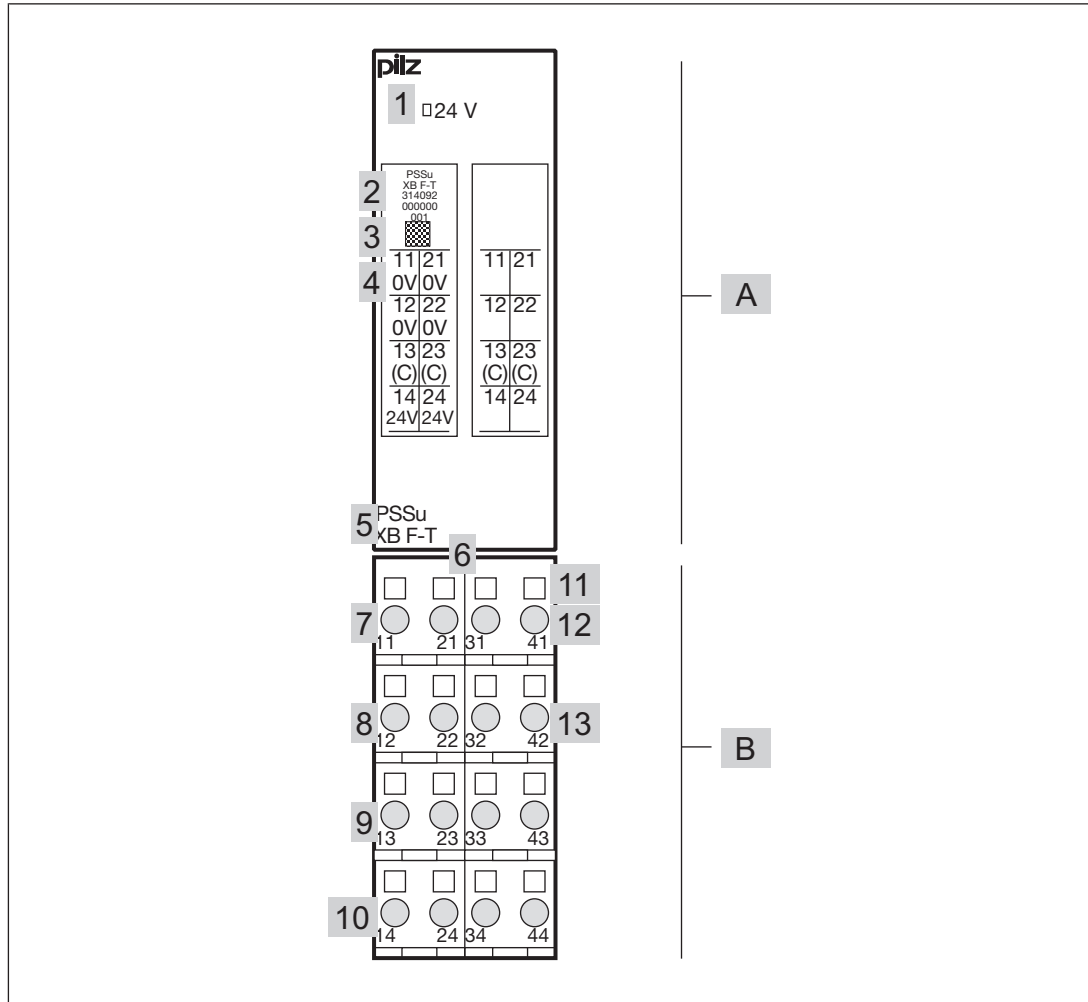 pilz
1 24 V
2
PSSu
XB F-T
314092
000000
001
3
4
11 21
0V 0V
12 22
0V 0V
13 23
(C) (C)
14 24
24V 24V
11 21
12 22
13 23
(C) (C)
14 24
A
5
PSSu
XB F-T
6
11
7
12
11 21 31 41
8
13
12 22 32 42
B
9
13 23 33 43
10
14 24 34 44